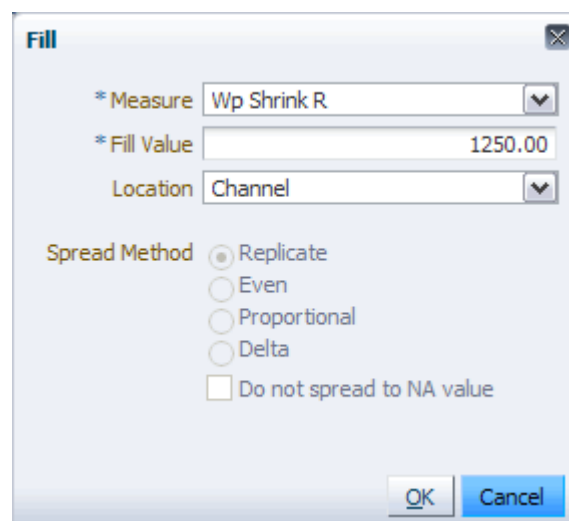 Fill
* Measure Wp Shrink R
* Fill Value 1250.00
Location Channel
Spread Method Replicate
Even
Proportional
Delta
Do not spread to NA value
OK Cancel